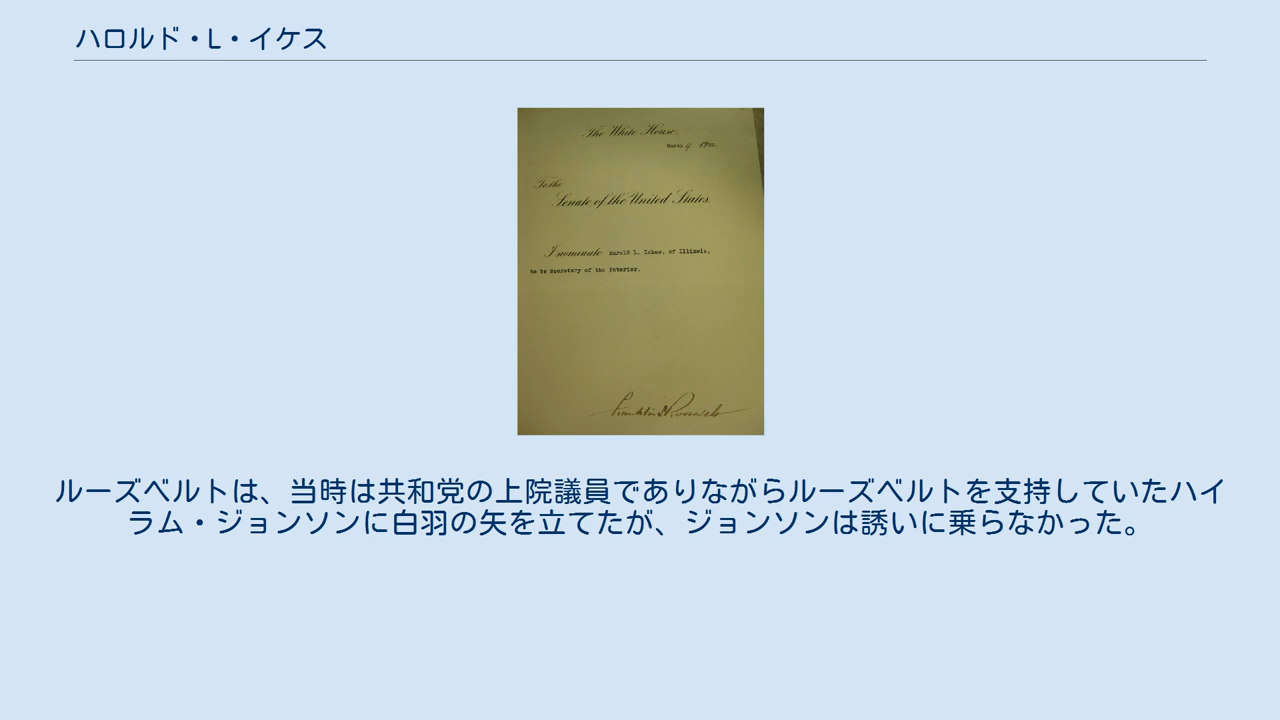 ハロルド・L・イケス
The White House.
March 4
To the
Senate of the United States.
I nominate Harold L. Ickes, of Illinois,
to be Secretary of the Interior.
Franklin D Roosevelt
ルーズベルトは、当時は共和党の上院議員でありながらルーズベルトを支持していたハイ
ラム・ジョンソンに白羽の矢を立てたが、ジョンソンは誘いに乗らなかった。